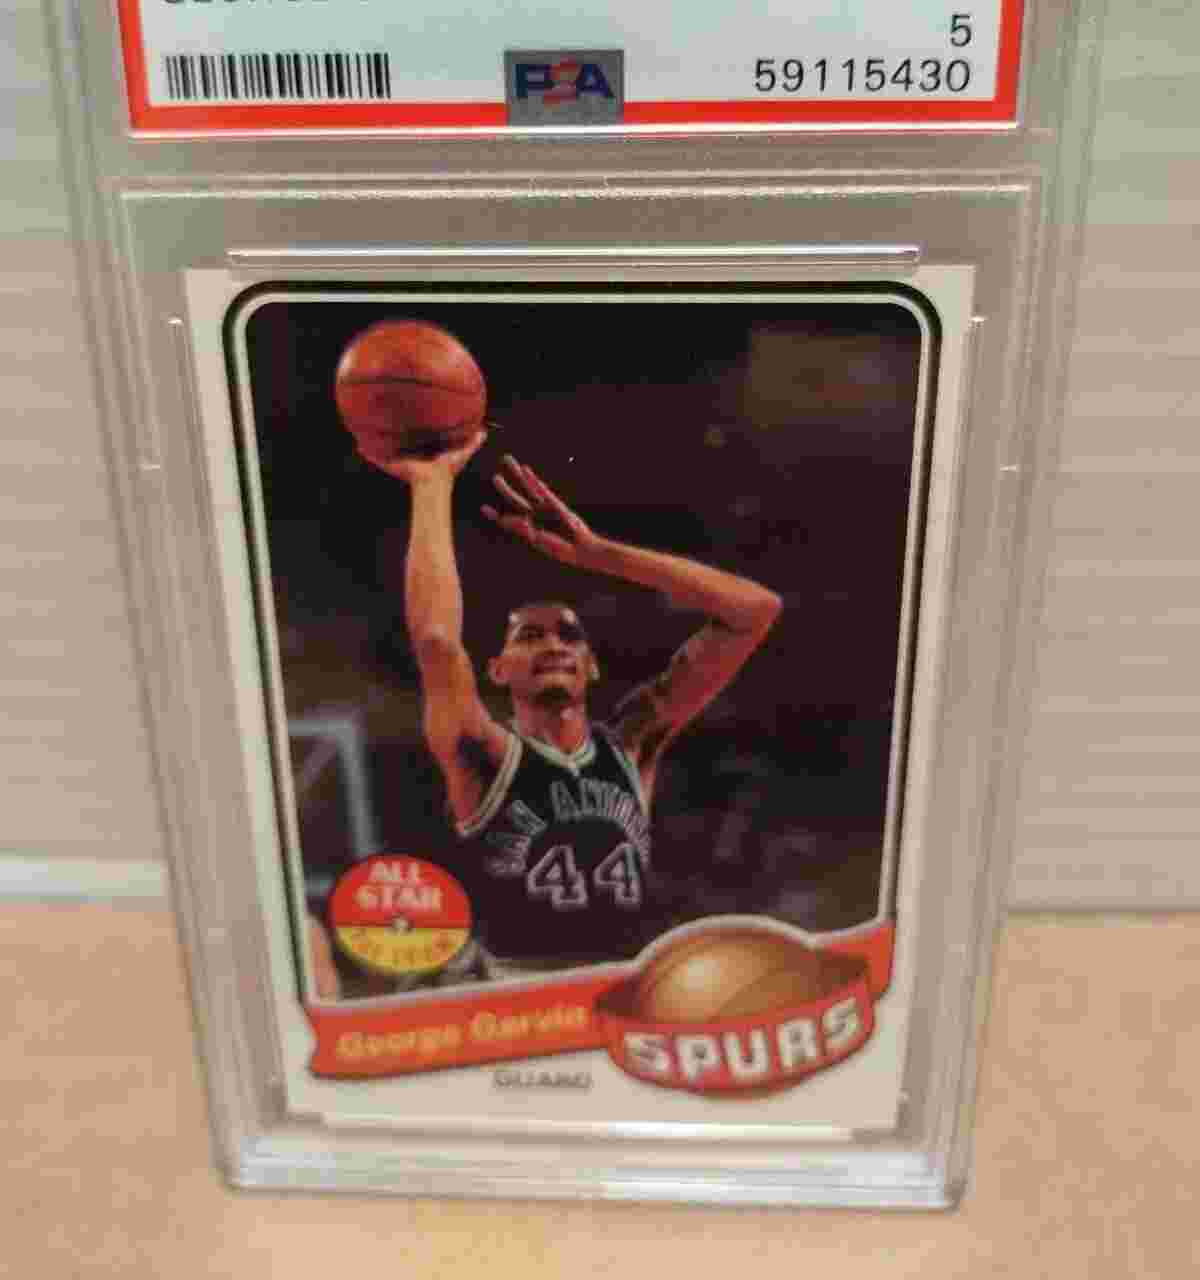 5
PSA
59115430
SAN ANTONIO
44
ALL
STAR
George Gervin
SPURS
GUARD